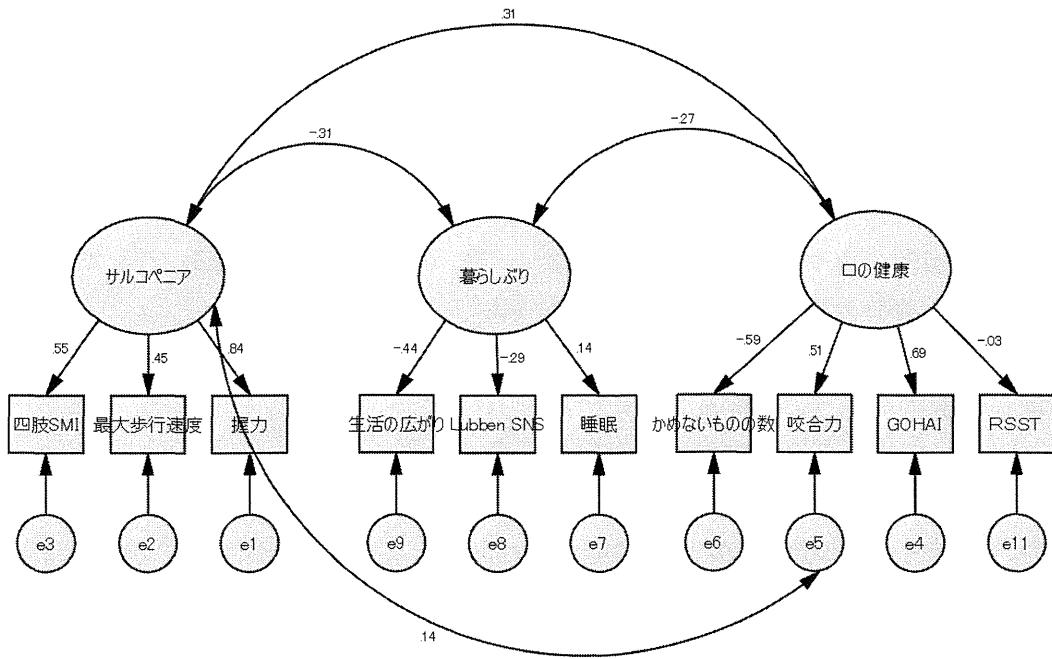 .31
-.31
-.27
サルコペニア
暮らしぶり
口の健康
.55
.45
.84
-.44
-.29
.14
-.59
.51
.69
-.03
四肢SMI
最大歩行速度
握力
生活の広がり
Lubben SNS
睡眠
かめないものの数
咬合力
GOHAI
RSST
e3
e2
e1
e9
e8
e7
e6
e5
e4
e11
.14